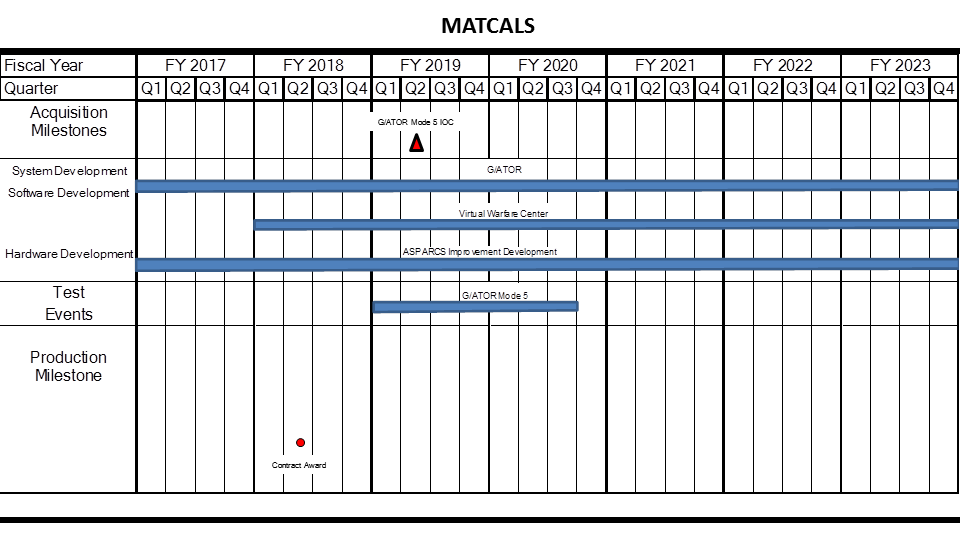 MATCALS
Fiscal Year FY 2017 FY 2018 FY 2019 FY 2020 FY 2021 FY 2022 FY 2023
Quarter Q1 Q2 Q3 Q4 Q1 Q2 Q3 Q4 Q1 Q2 Q3 Q4 Q1 Q2 Q3 Q4 Q1 Q2 Q3 Q4 Q1 Q2 Q3 Q4 Q1 Q2 Q3 Q4
Acquisition
Milestones
G/ATOR Mode 5 IOC
System Development
G/ATOR
Software Development
Virtual Warfare Center
Hardware Development
ASPARCS Improvement Development
Test
Events
G/ATOR Mode 5
Production
Milestone
Contract Award